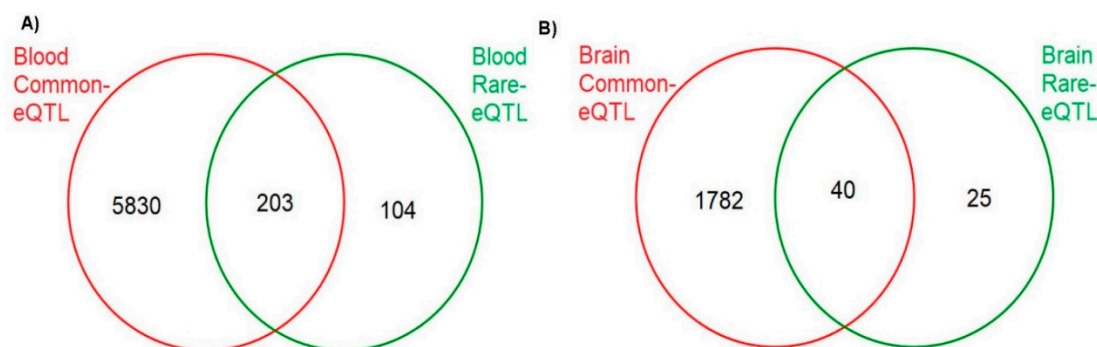 A)
Blood
Common-
eQTL
Blood
Rare-
eQTL
5830
203
104
B)
Brain
Common-
eQTL
Brain
Rare-
eQTL
1782
40
25